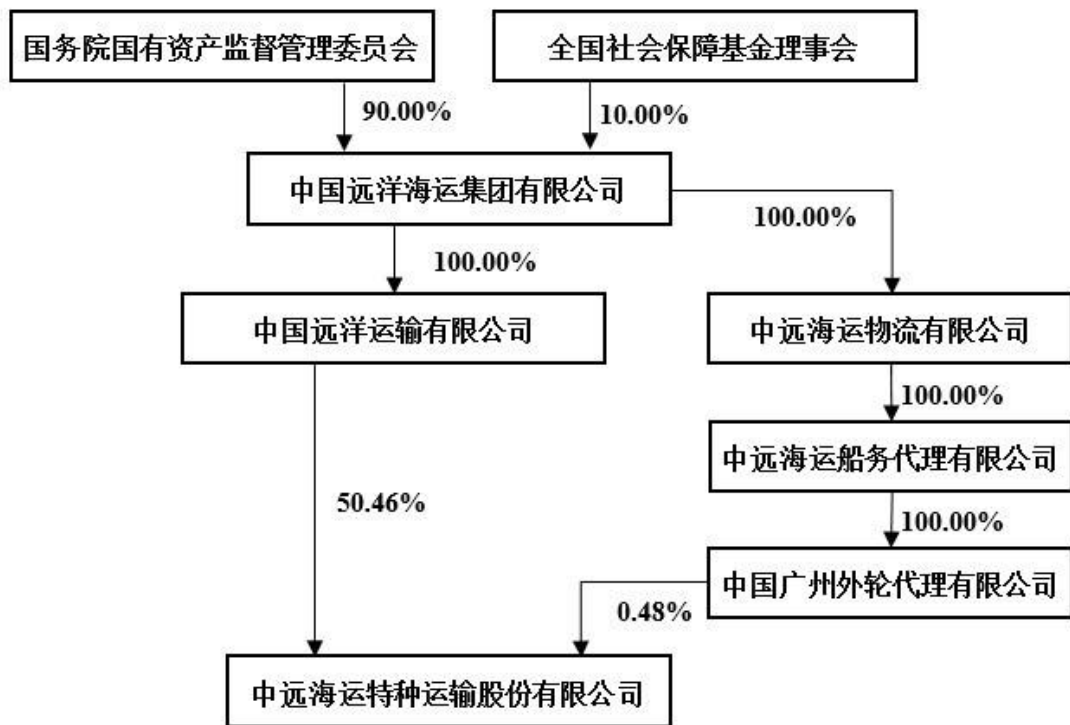 国务院国有资产监督管理委员会
全国社会保障基金理事会
90.00%
10.00%
中国远洋海运集团有限公司
100.00%
100.00%
中国远洋运输有限公司
中远海运物流有限公司
100.00%
中远海运船务代理有限公司
50.46%
100.00%
中国广州外轮代理有限公司
0.48%
中远海运特种运输股份有限公司